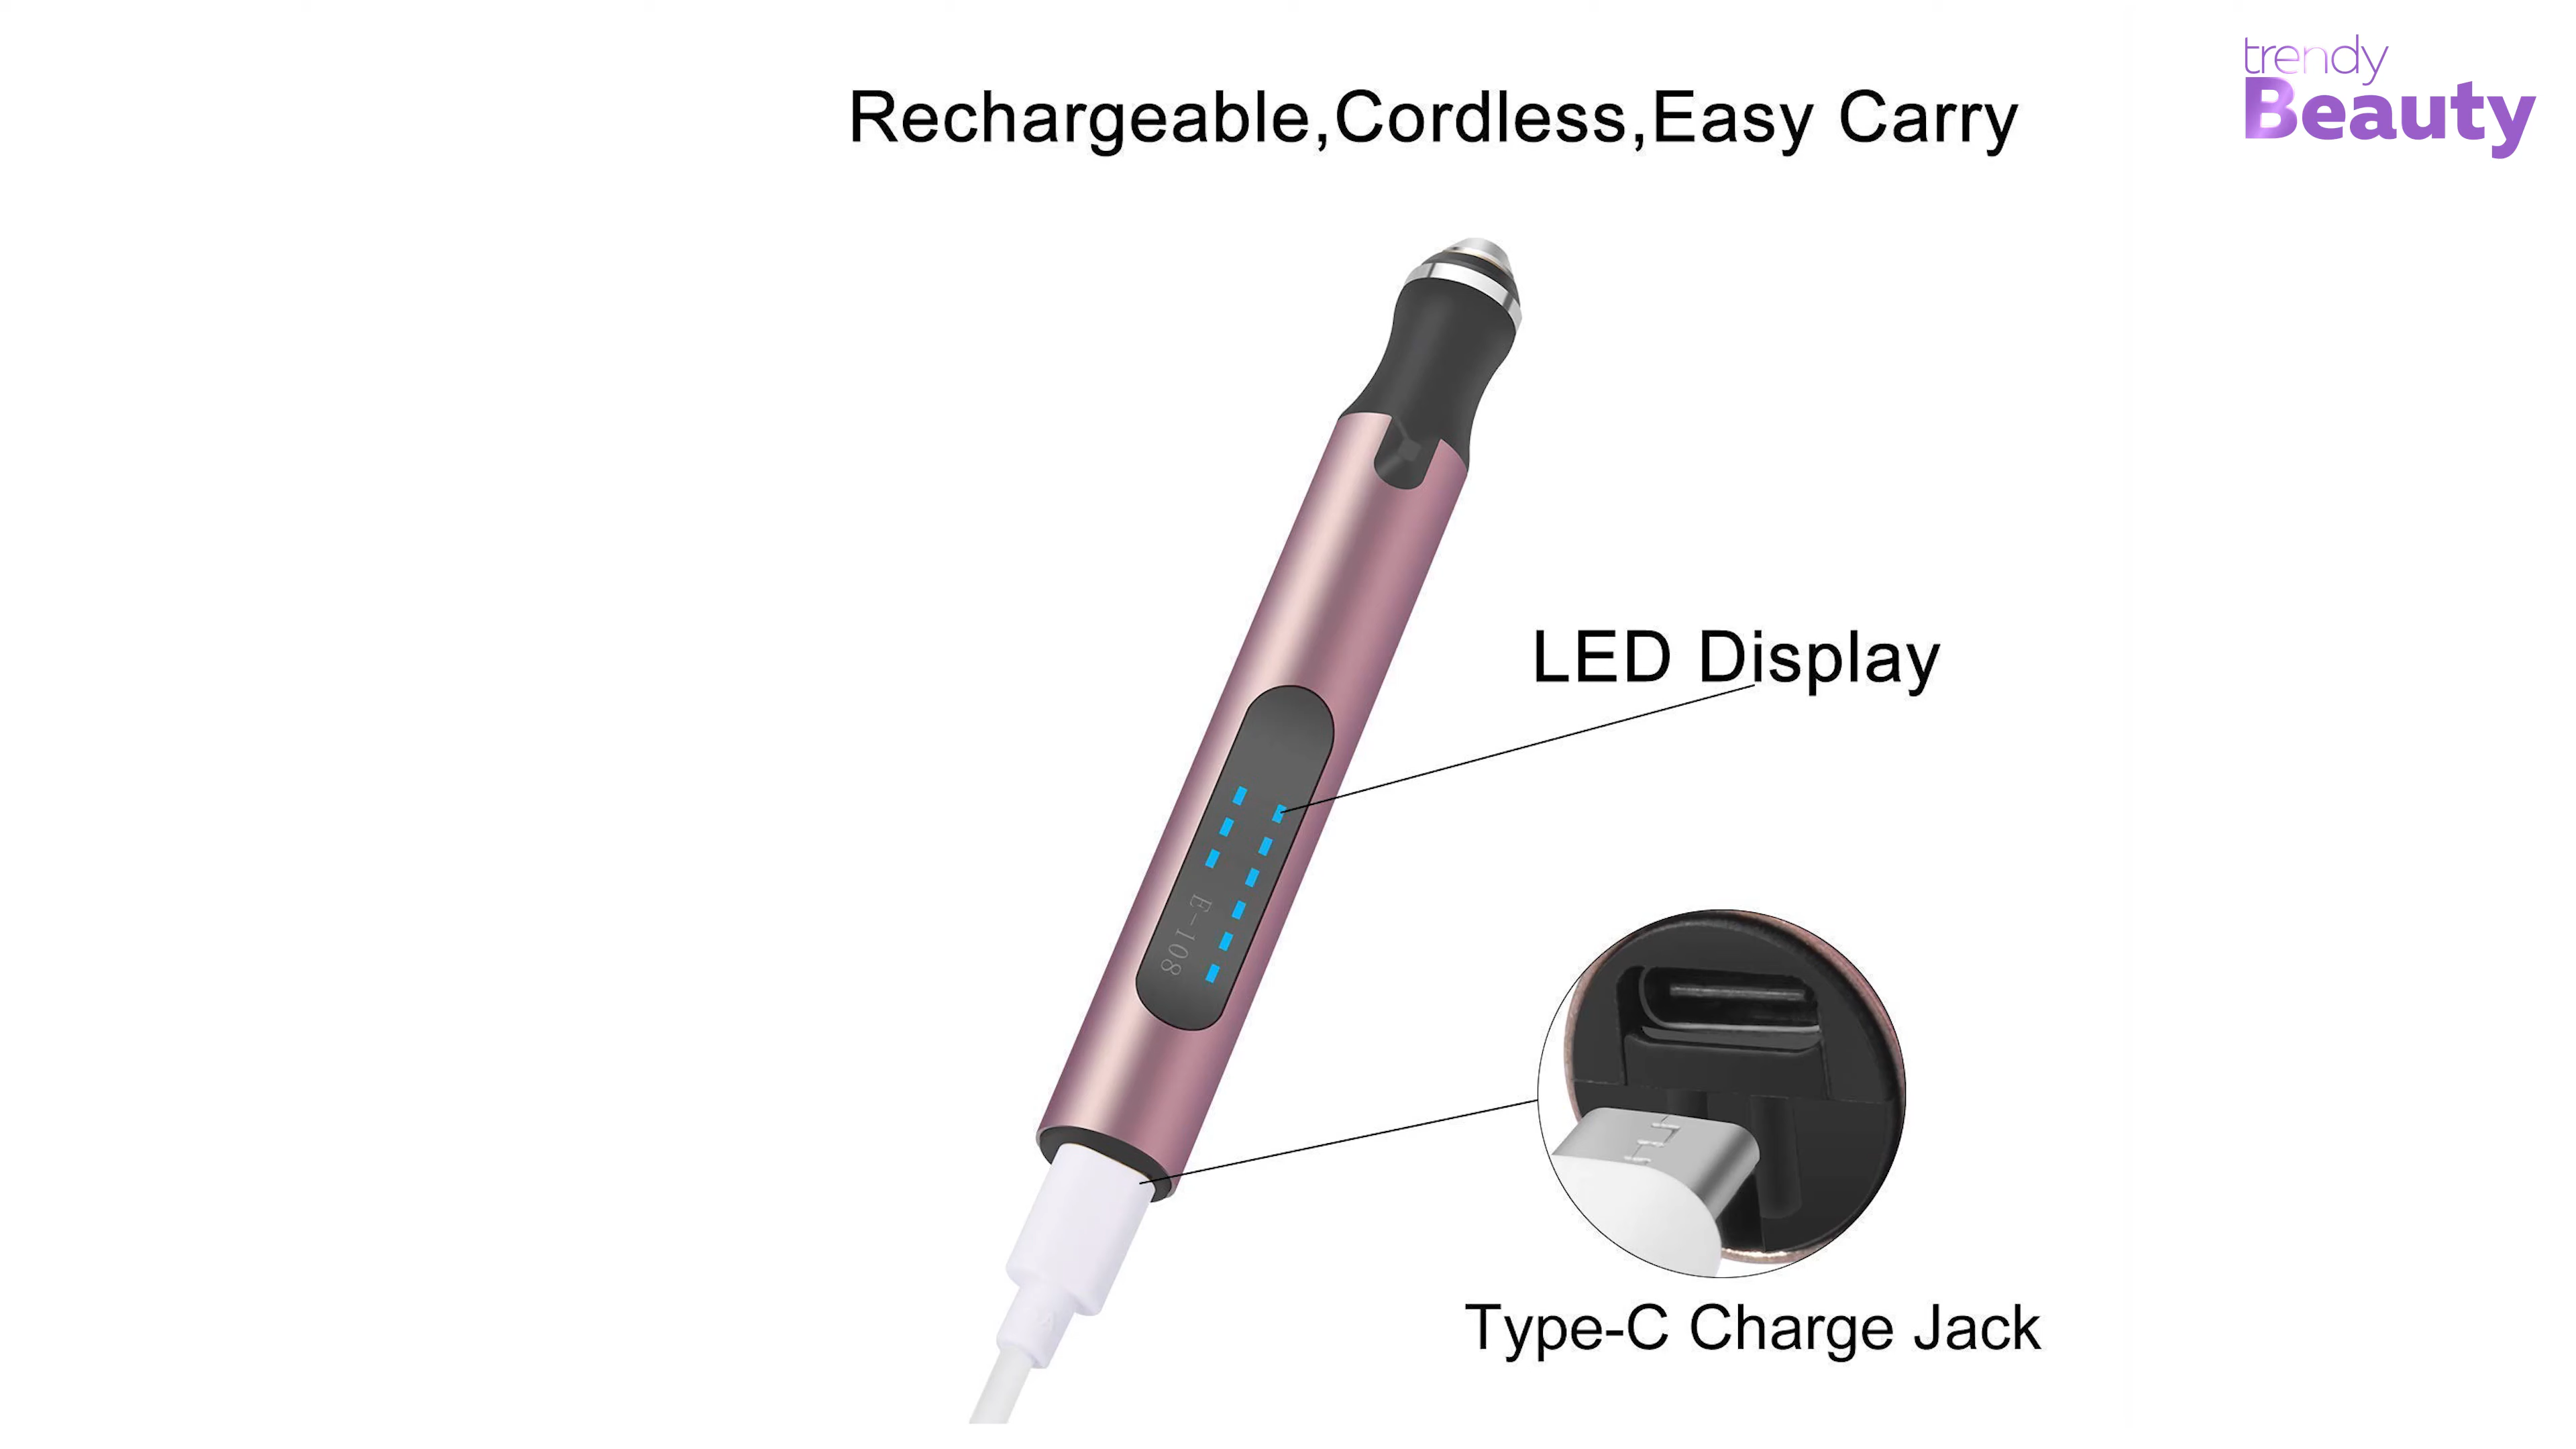 trendy
Beauty
Rechargeable,Cordless,Easy Carry
LED Display
E-108
Type-C Charge Jack